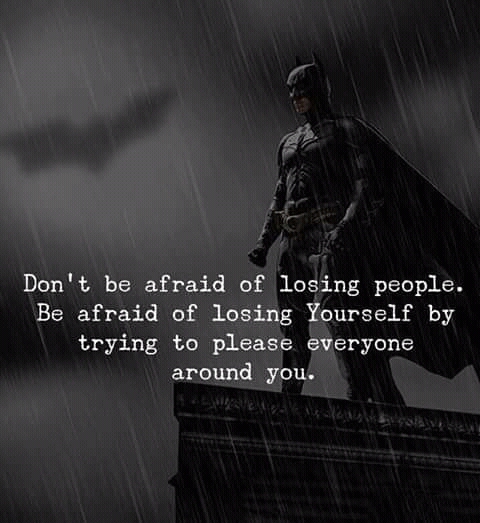 Don't be afraid of losing people.
Be afraid of losing Yourself by
trying to please everyone
around you.